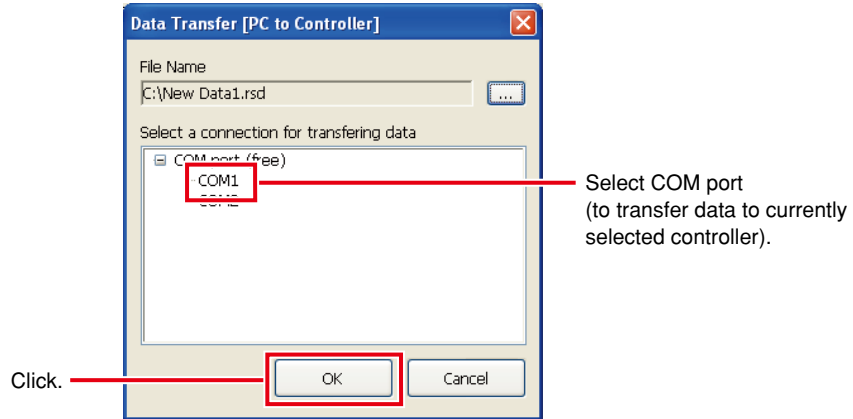 Data Transfer [PC to Controller]
File Name
C:\New Data1.rsd
...
Select a connection for transfering data
COM port (free)
COM1
COM2
Select COM port
(to transfer data to currently
selected controller).
Click.
OK
Cancel